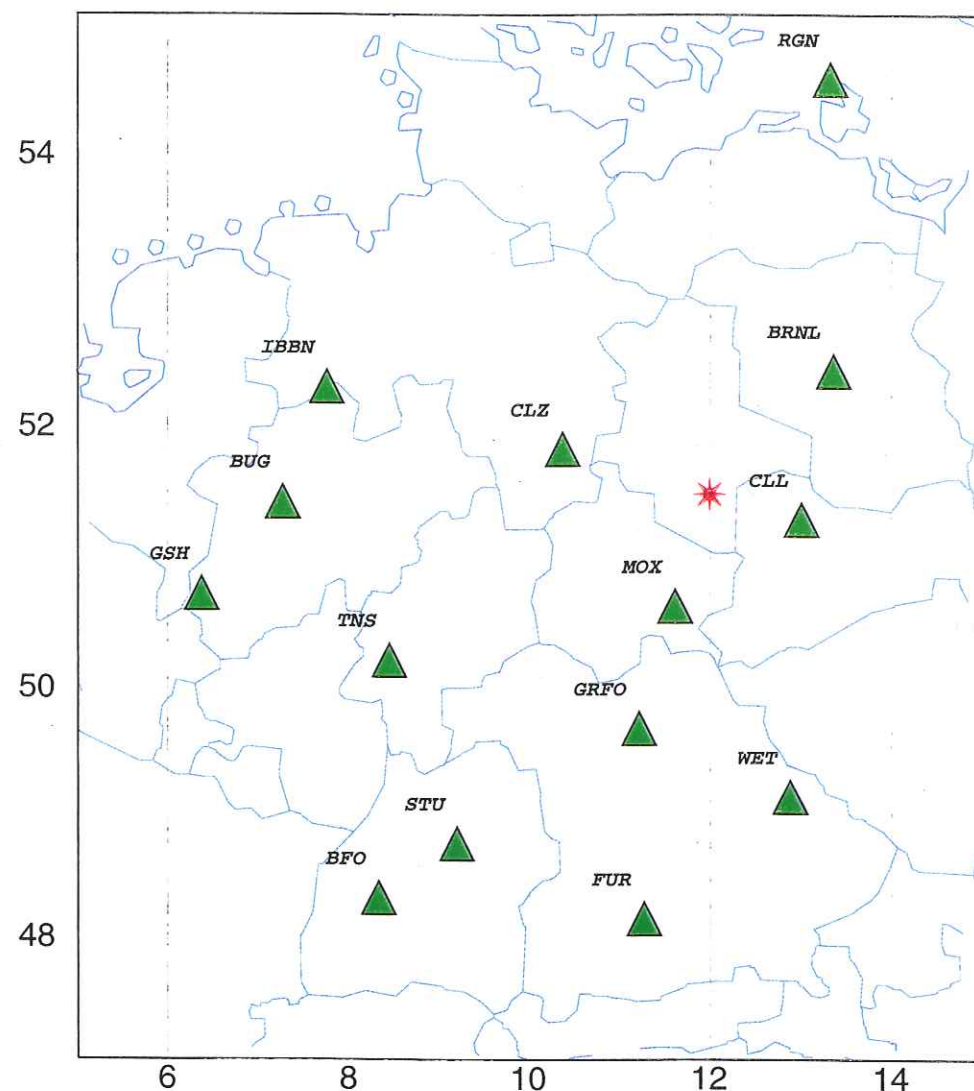 RGN
54
BRNL
IBBN
52
CLZ
BUG
CLL
GSH
MOX
TNS
50
GRFO
WET
STU
BFO
FUR
48
6 8 10 12 14